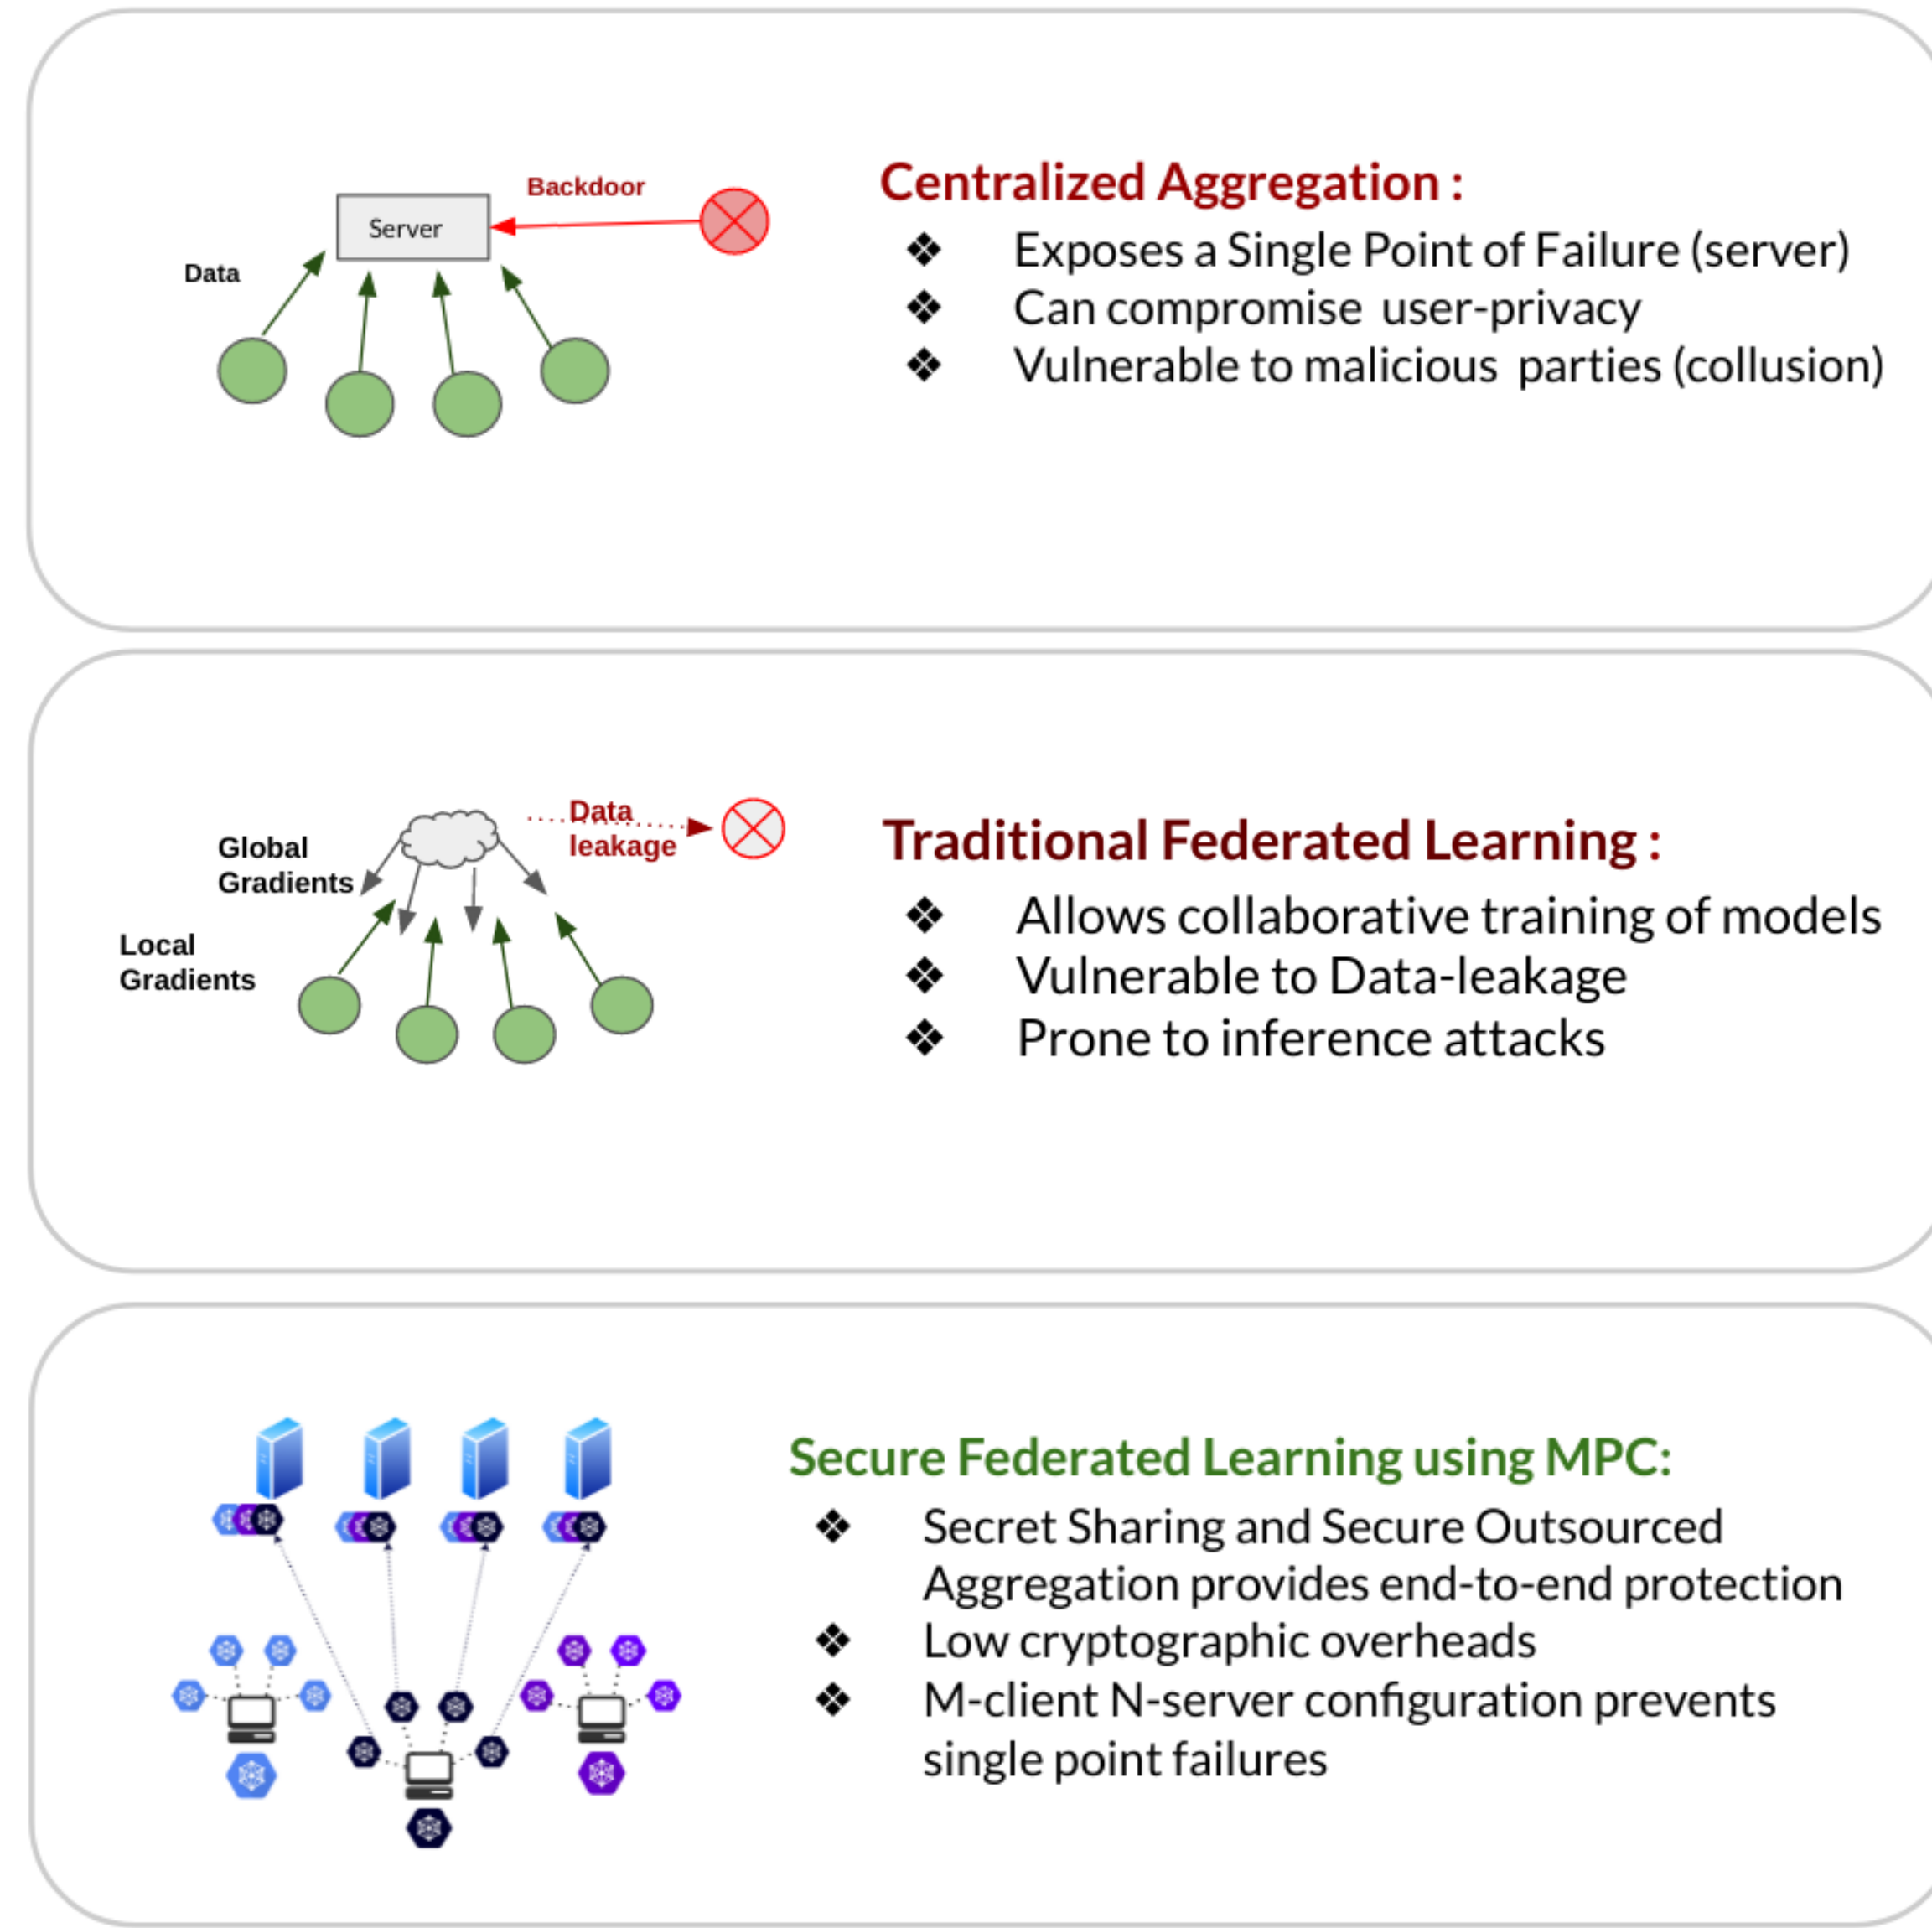 Backdoor
Server
Data
Centralized Aggregation :
❖ Exposes a Single Point of Failure (server)
❖ Can compromise user-privacy
❖ Vulnerable to malicious parties (collusion)
Data
leakage
Global
Gradients
Local
Gradients
Traditional Federated Learning :
❖ Allows collaborative training of models
❖ Vulnerable to Data-leakage
❖ Prone to inference attacks
Secure Federated Learning using MPC:
❖ Secret Sharing and Secure Outsourced
Aggregation provides end-to-end protection
❖ Low cryptographic overheads
❖ M-client N-server configuration prevents
single point failures